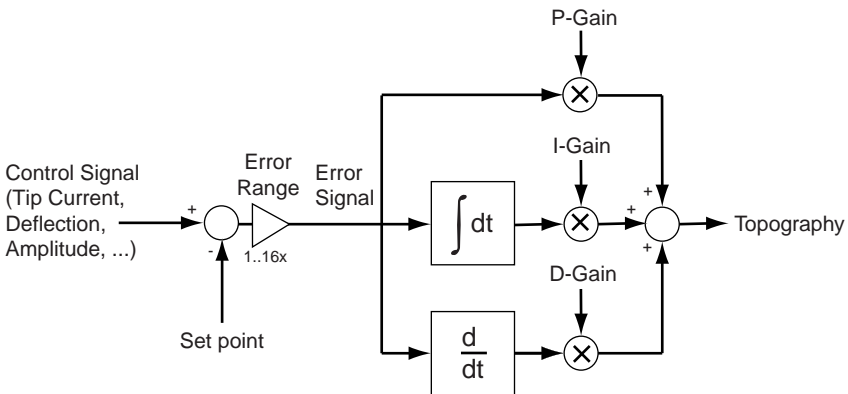 P-Gain
×
+
I-Gain
Control Signal
(Tip Current,
Deflection,
Amplitude, ...)
Error
Range
Error
Signal
+
-
1..16x
∫ dt
×
+
+
Topography
D-Gain
Set point
d
dt
×